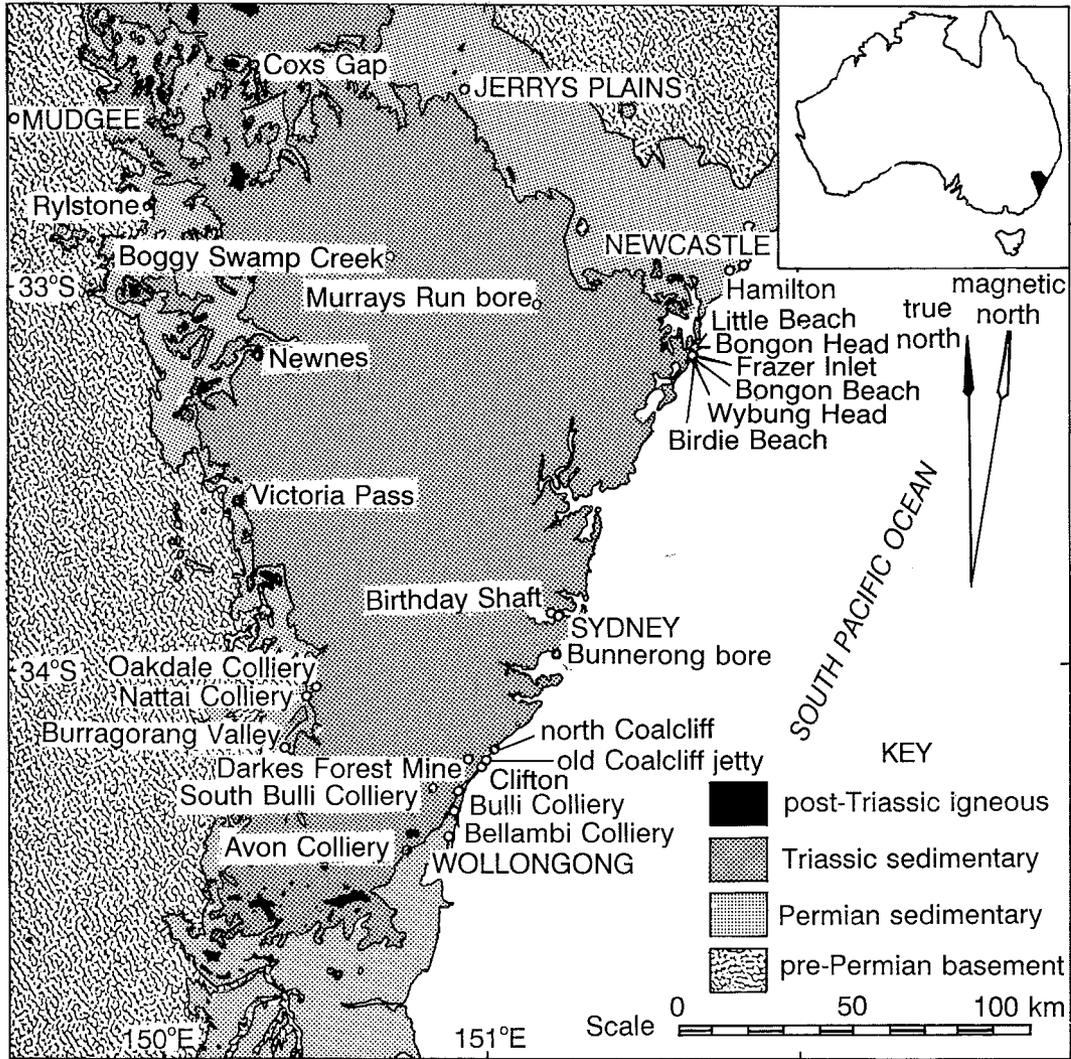 Coxs Gap
JERRYS PLAINS
MUDGEE
Rylstone
NEWCASTLE
Boggy Swamp Creek
33°S
Murrays Run bore
Hamilton
magnetic
north
true
north
Little Beach
Bongon Head
Frazer Inlet
Bongon Beach
Wybung Head
Birdie Beach
Newnes
Victoria Pass
SOUTH PACIFIC OCEAN
Birthday Shaft
SYDNEY
Bunnerong bore
34°S
Oakdale Colliery
Nattai Colliery
Burragorang Valley
north Coalcliff
old Coalcliff jetty
Darkes Forest Mine
Clifton
South Bulli Colliery
Bulli Colliery
Bellambi Colliery
Avon Colliery
WOLLONGONG
KEY
post-Triassic igneous
Triassic sedimentary
Permian sedimentary
pre-Permian basement
0 50 100 km
Scale
150°E
151°E